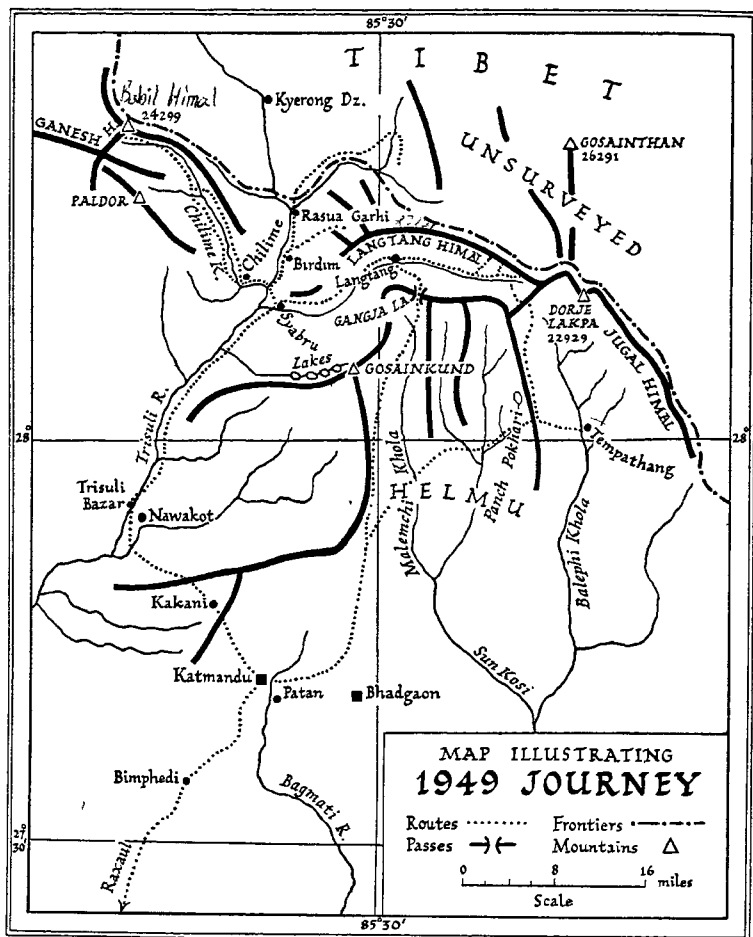 85°30'
TIBET
Babil Himal
24299
Kyerong Dz.
GANESH H.
UNSURVEYED
GOSAINTHAN
26291
PALDOR
Chilime K.
Chilime
Rasua Garhi
Birdim
LANGTANG HIMAL
Langtang
Syabru
GANGJA LA
DORJE
LAKPA
22929
JUGAL HIMAL
Lakes
GOSAINKUND
Trisuli R.
28°
28°
Tempathang
Malemchi Khola
Panch Pokhari
HELMU
Balephi Khola
Trisuli
Bazar
Nawakot
Kakani
Sun Kosi
Katmandu
Patan
Bhadgaon
Bimphedi
Bagmati R.
27°
30'
Raxaul
MAP ILLUSTRATING
1949 JOURNEY
Routes Frontiers
Passes Mountains
0 8 16 miles
Scale
85°30'